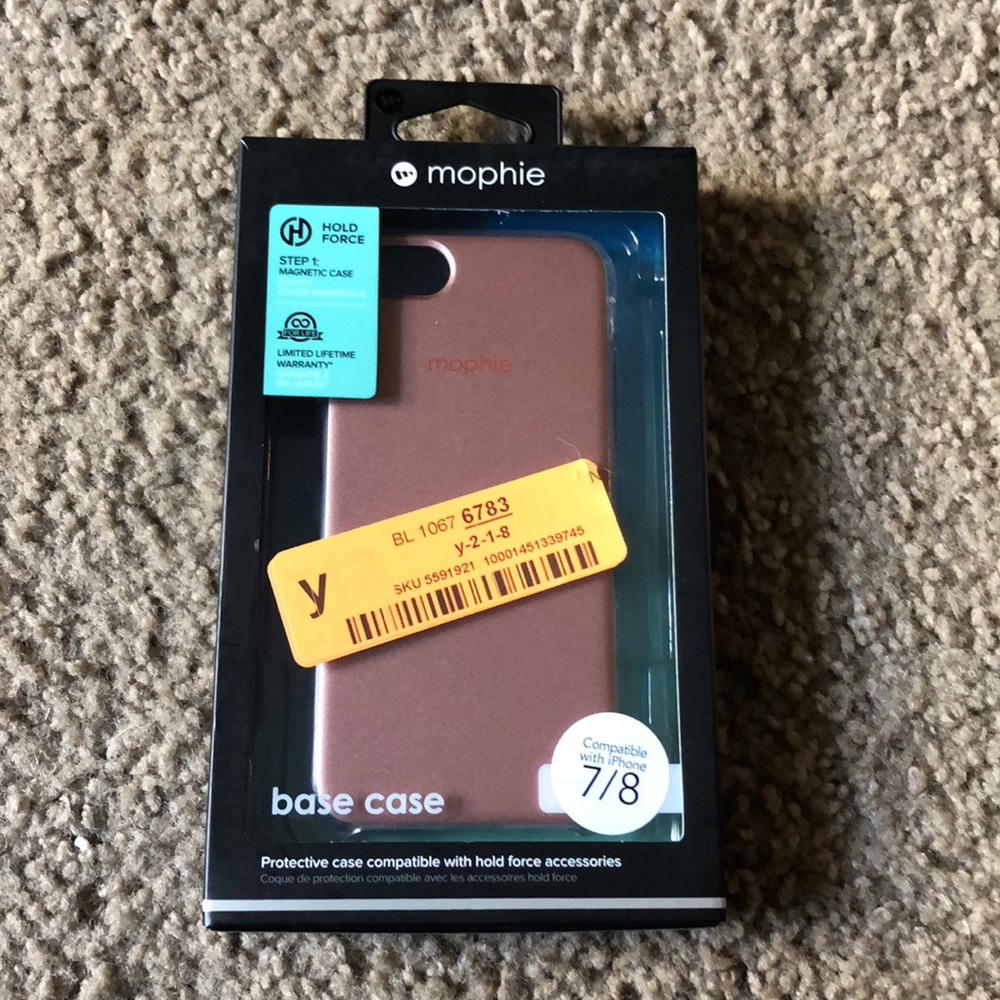 mophie
HOLD
FORCE
STEP 1:
MAGNETIC CASE
FOR LIFE
LIMITED LIFETIME
WARRANTY*
mophie
BL 1067 6783
y-2-1-8
SKU 5591921 10001451339745
y
Compatible
with iPhone
7/8
base case
Protective case compatible with hold force accessories
Coque de protection compatible avec les accessoires hold force